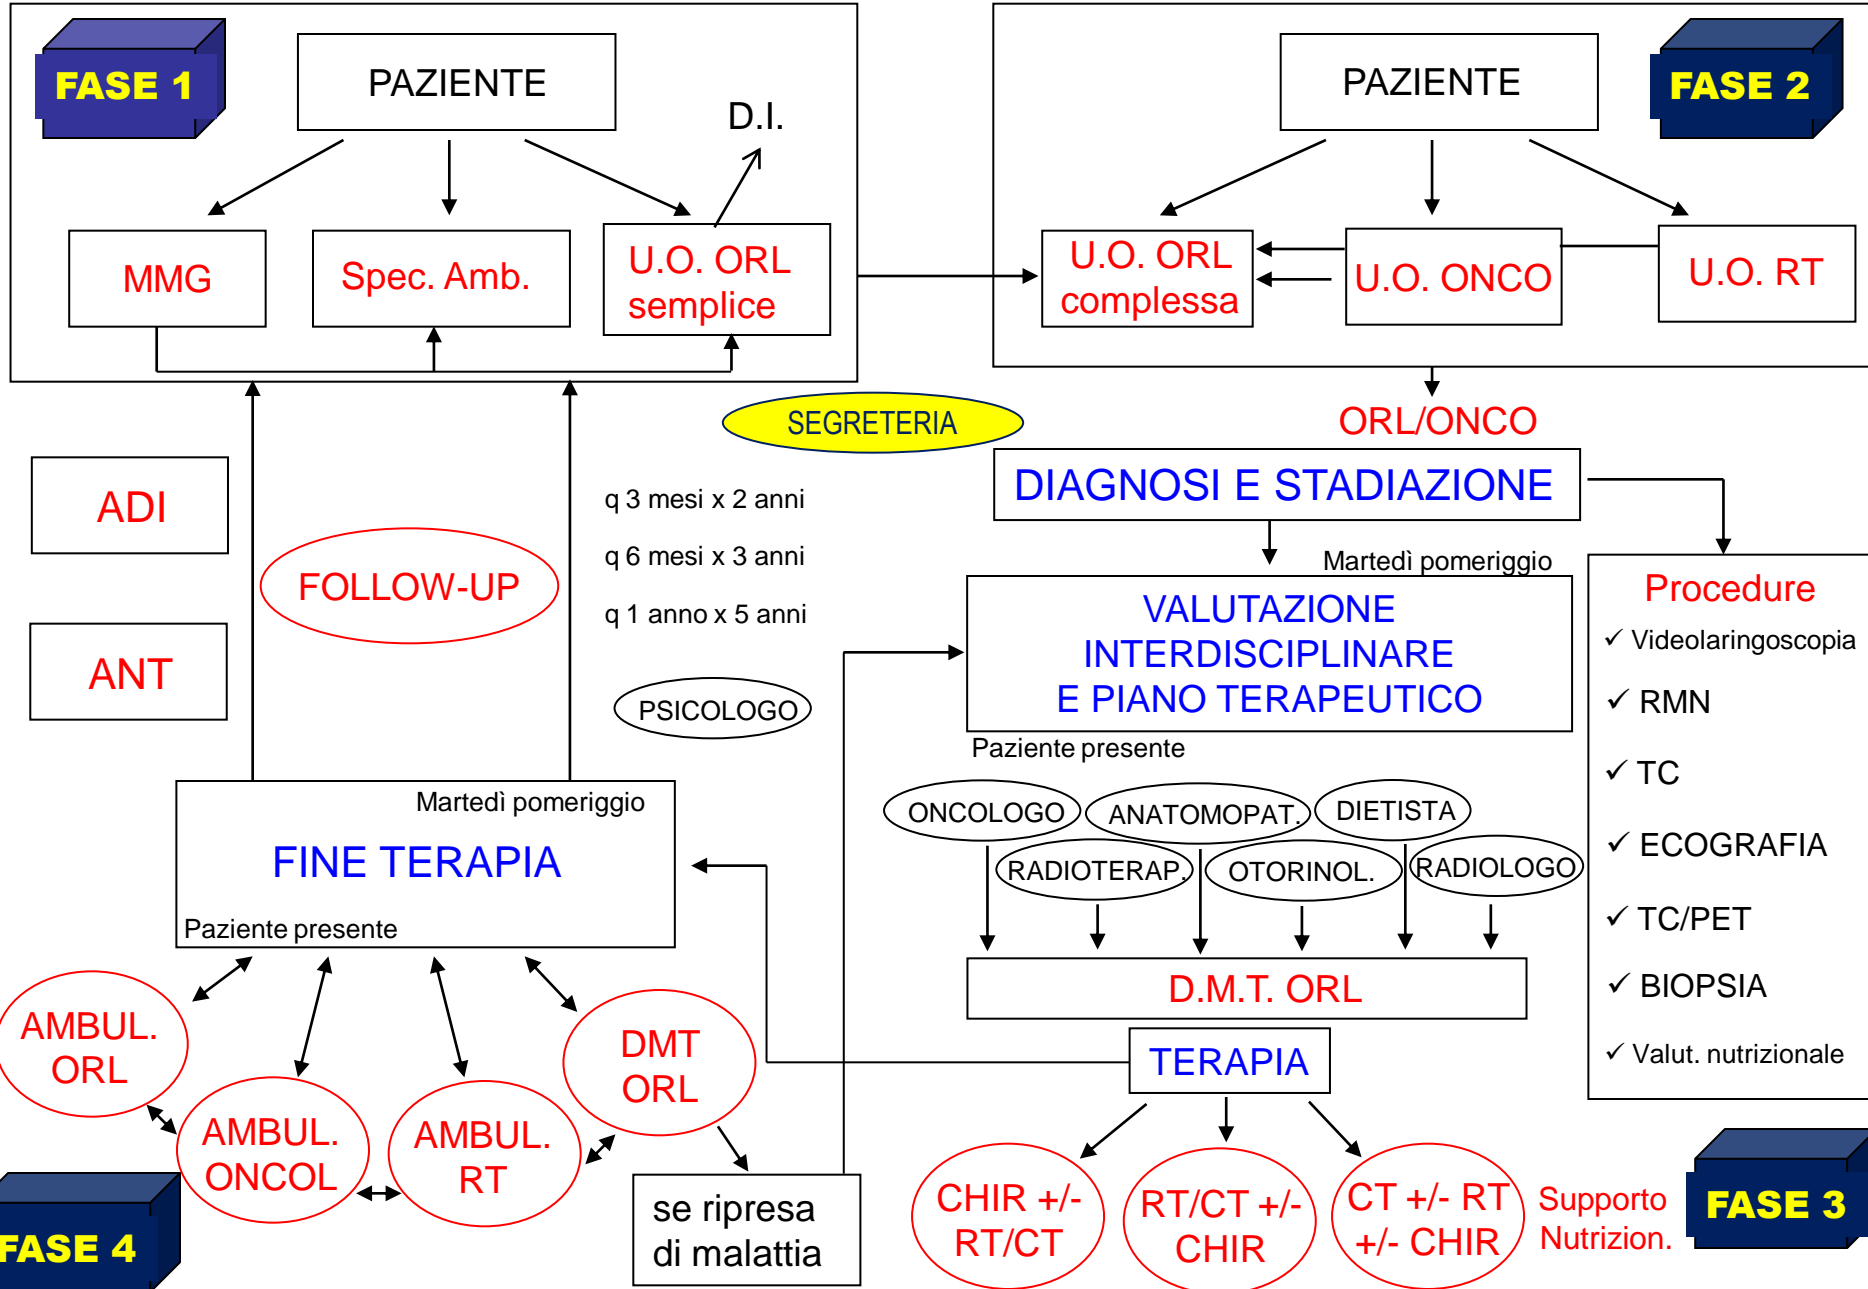 FASE 1
PAZIENTE
D.I.
MMG
Spec. Amb.
U.O. ORL
semplice
PAZIENTE
FASE 2
U.O. ORL
complessa
U.O. ONCO
U.O. RT
SEGRETERIA
ORL/ONCO
DIAGNOSI E STADIAZIONE
ADI
ANT
FOLLOW-UP
q 3 mesi x 2 anni
q 6 mesi x 3 anni
q 1 anno x 5 anni
PSICOLOGO
Martedì pomeriggio
VALUTAZIONE
INTERDISCIPLINARE
E PIANO TERAPEUTICO
Paziente presente
Procedure
✓ Videolaringoscopia
✓ RMN
✓ TC
✓ ECOGRAFIA
✓ TC/PET
✓ BIOPSIA
✓ Valut. nutrizionale
ONCOLOGO
ANATOMOPAT.
DIETISTA
RADIOTERAP.
OTORINOL.
RADIOLOGO
D.M.T. ORL
Martedì pomeriggio
FINE TERAPIA
Paziente presente
AMBUL.
ORL
AMBUL.
ONCOL
AMBUL.
RT
DMT
ORL
se ripresa
di malattia
TERAPIA
CHIR +/-
RT/CT
RT/CT +/-
CHIR
CT +/- RT
+/- CHIR
Supporto
Nutrizion.
FASE 3
FASE 4